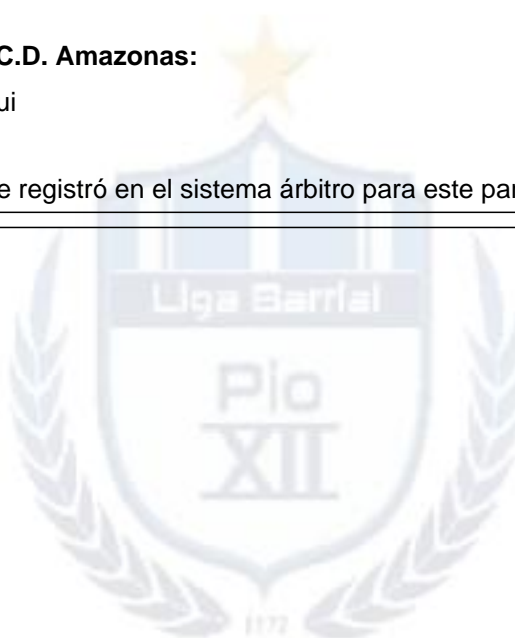 C.D. Amazonas:
ui
e registró en el sistema árbitro para este par
Liga Barrial
Pio
XII